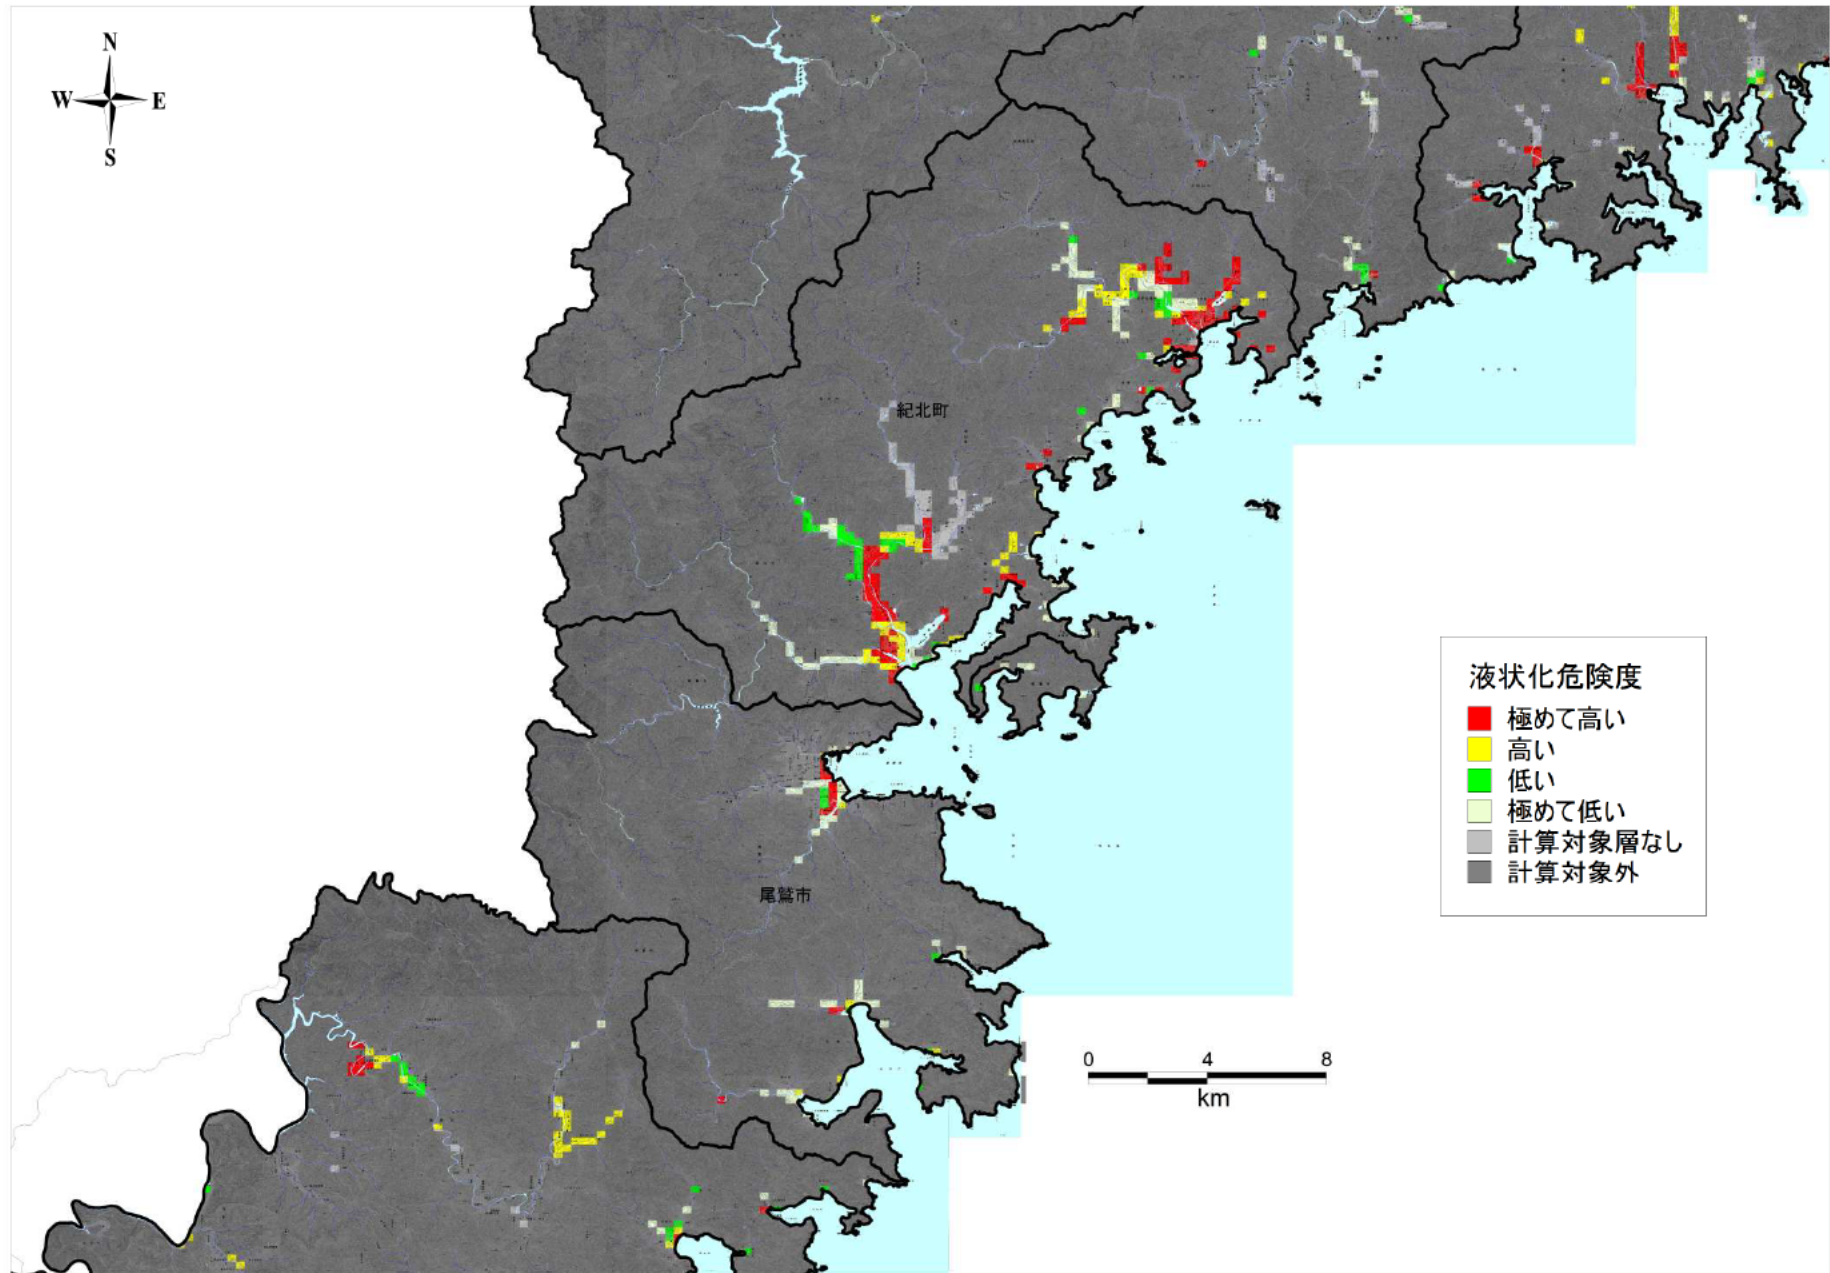 N
W E
S
紀北町
液状化危険度
極めて高い
高い
低い
極めて低い
計算対象層なし
計算対象外
尾鷲市
0 4 8
km